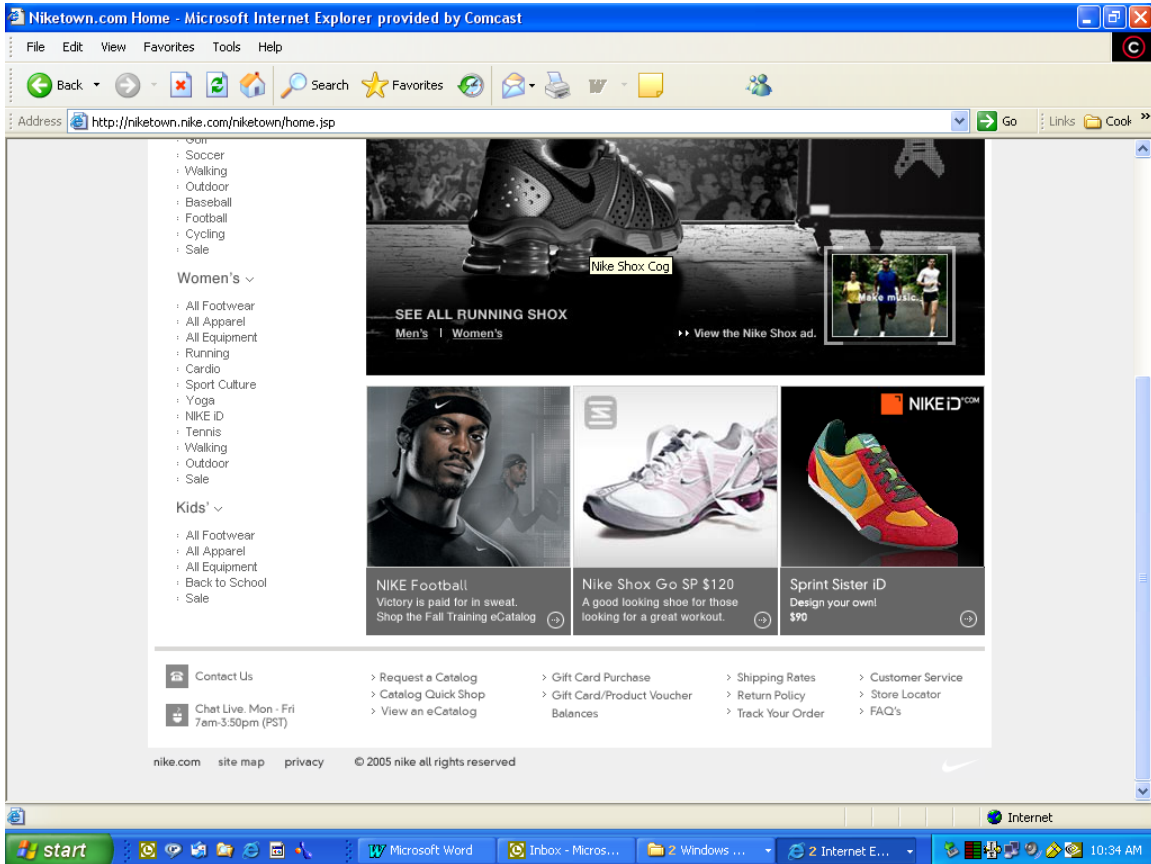 Niketown.com Home - Microsoft Internet Explorer provided by Comcast
File Edit View Favorites Tools Help
Back Search Favorites
Address http://niketown.nike.com/niketown/home.jsp Go Links Cook »
Golf
Soccer
Walking
Outdoor
Baseball
Football
Cycling
Sale
Women's
All Footwear
All Apparel
All Equipment
Running
Cardio
Sport Culture
Yoga
NIKE iD
Tennis
Walking
Outdoor
Sale
Kids'
All Footwear
All Apparel
All Equipment
Back to School
Sale
Nike Shox Cog
Make music.
SEE ALL RUNNING SHOX
Men's | Women's
View the Nike Shox ad.
NIKE Football
Victory is paid for in sweat.
Shop the Fall Training eCatalog
Nike Shox Go SP $120
A good looking shoe for those
looking for a great workout.
NIKE iD.COM
Sprint Sister iD
Design your own!
$90
Contact Us
Chat Live. Mon - Fri
7am-3:50pm (PST)
> Request a Catalog
> Catalog Quick Shop
> View an eCatalog
> Gift Card Purchase
> Gift Card/Product Voucher
Balances
> Shipping Rates
> Return Policy
> Track Your Order
> Customer Service
> Store Locator
> FAQ's
nike.com site map privacy © 2005 nike all rights reserved
Internet
start Microsoft Word Inbox - Micros... 2 Windows ... 2 Internet E... 10:34 AM